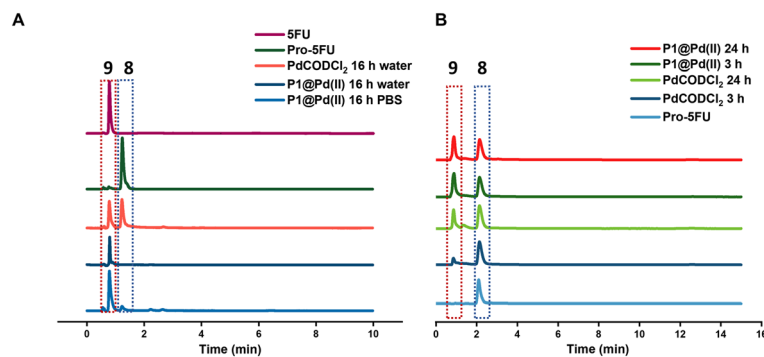 A
9 8
5FU
Pro-5FU
PdCODCl₂ 16 h water
P1@Pd(II) 16 h water
P1@Pd(II) 16 h PBS
0 2 4 6 8 10
Time (min)
B
9 8
P1@Pd(II) 24 h
P1@Pd(II) 3 h
PdCODCl₂ 24 h
PdCODCl₂ 3 h
Pro-5FU
0 2 4 6 8 10 12 14 16
Time (min)